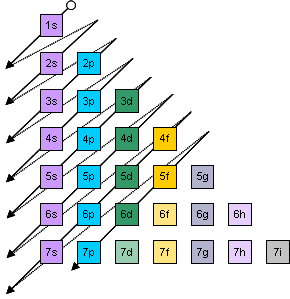 1s
2s 2p
3s 3p 3d
4s 4p 4d 4f
5s 5p 5d 5f 5g
6s 6p 6d 6f 6g 6h
7s 7p 7d 7f 7g 7h 7i